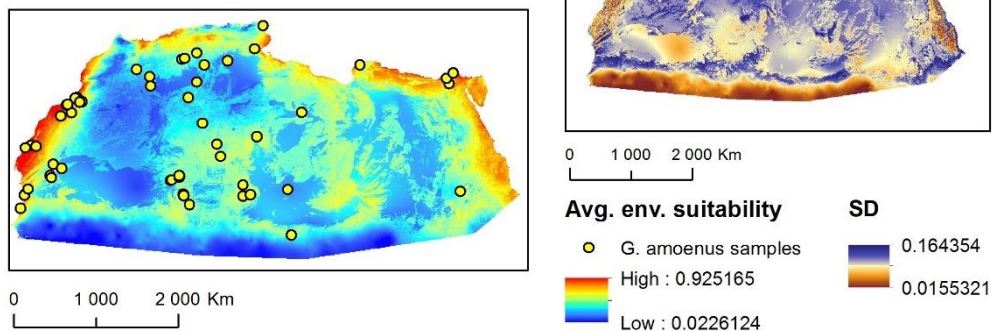 0 1 000 2 000 Km
0 1 000 2 000 Km
Avg. env. suitability
G. amoenus samples
High : 0.925165
Low : 0.0226124
SD
0.164354
0.0155321